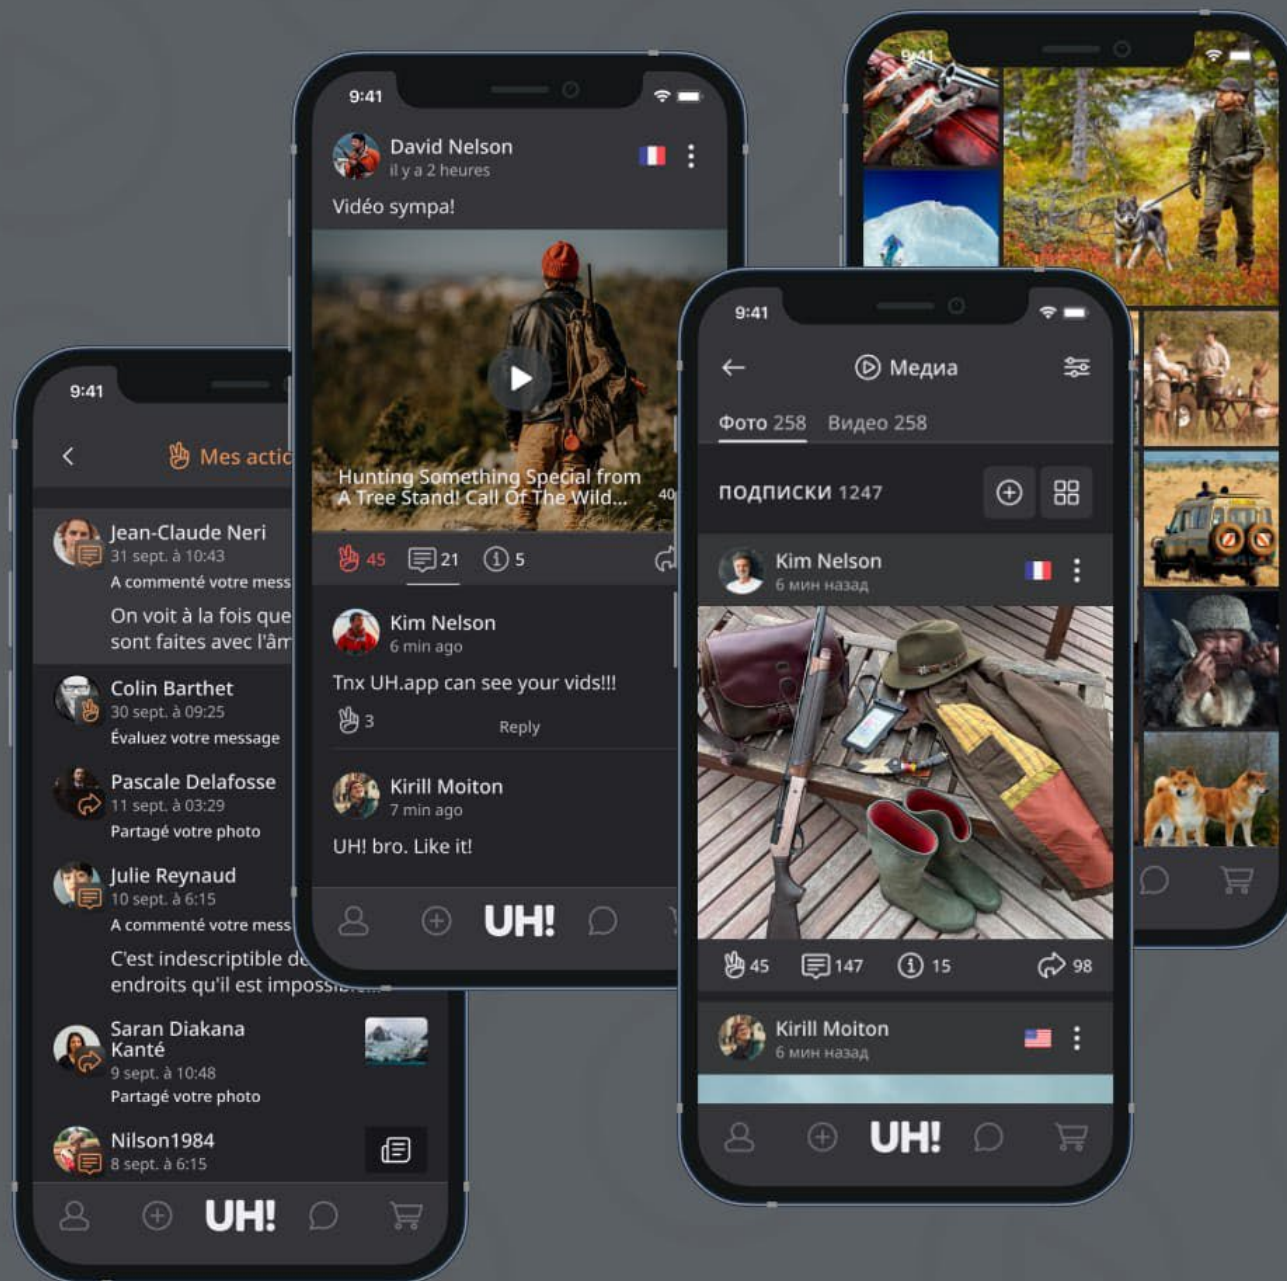 9:41
Mes actic
Jean-Claude Neri
31 sept. à 10:43
A commenté votre mess
On voit à la fois que
sont faites avec l'âm
Colin Barthet
30 sept. à 09:25
Évaluez votre message
Pascale Delafosse
11 sept. à 03:29
Partagé votre photo
Julie Reynaud
10 sept. à 6:15
A commenté votre mess
C'est indescriptible de
endroits qu'il est impossible...
Saran Diakana
Kanté
9 sept. à 10:48
Partagé votre photo
Nilson1984
8 sept. à 6:15
UH!
9:41
David Nelson
il y a 2 heures
Vidéo sympa!
Hunting Something Special from
A Tree Stand! Call Of The Wild...
40
45 21 5
Kim Nelson
6 min ago
Tnx UH.app can see your vids!!!
3 Reply
Kirill Moiton
7 min ago
UH! bro. Like it!
UH!
9:41
Медиа
Фото 258 Видео 258
ПОДПИСКИ 1247
Kim Nelson
6 мин назад
45 147 15 98
Kirill Moiton
6 мин назад
UH!
9:41